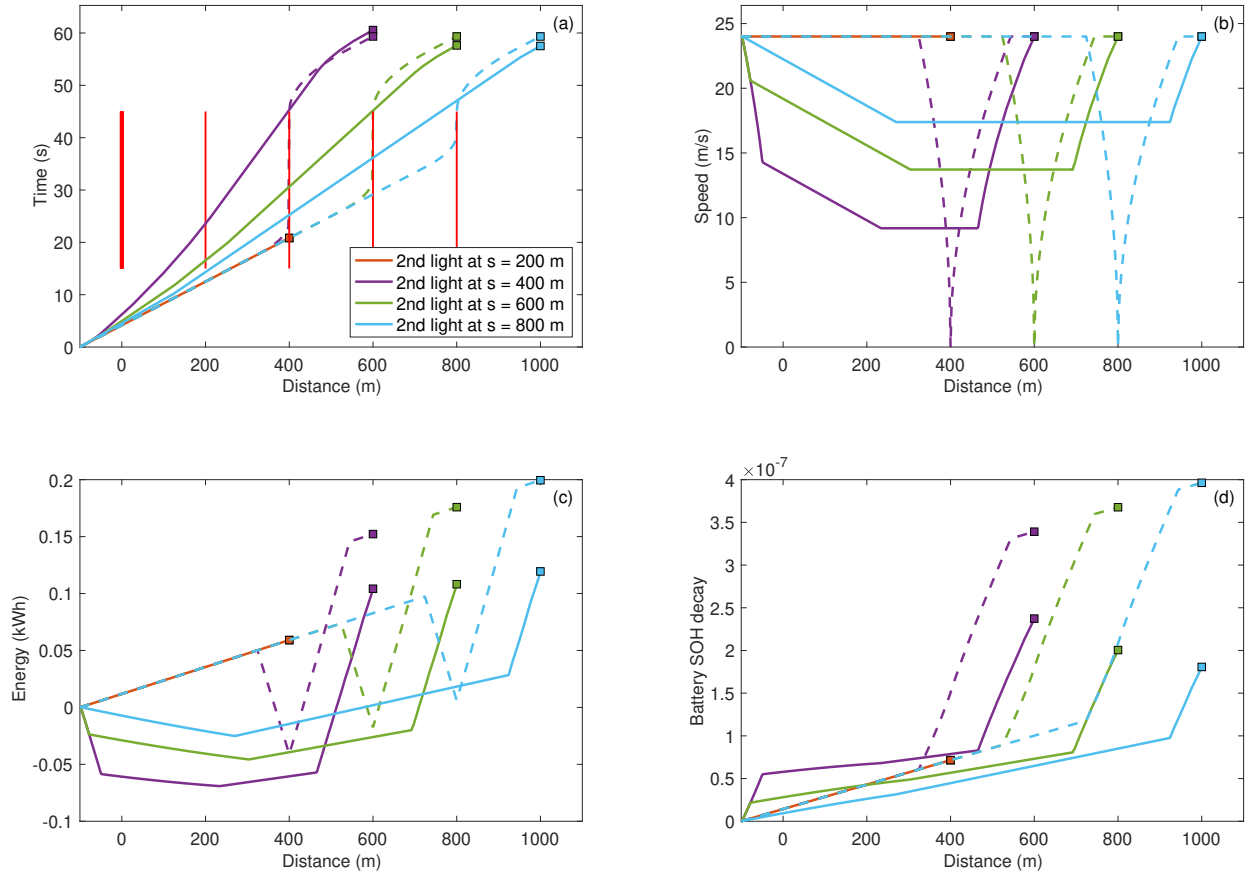 (a)
60
50
40
30
20
10
0
Time (s)
2nd light at s = 200 m
2nd light at s = 400 m
2nd light at s = 600 m
2nd light at s = 800 m
0 200 400 600 800 1000
Distance (m)
(b)
25
20
15
10
5
0
Speed (m/s)
0 200 400 600 800 1000
Distance (m)
(c)
0.2
0.15
0.1
0.05
0
-0.05
-0.1
Energy (kWh)
0 200 400 600 800 1000
Distance (m)
×10⁻⁷
(d)
4
3.5
3
2.5
2
1.5
1
0.5
0
Battery SOH decay
0 200 400 600 800 1000
Distance (m)